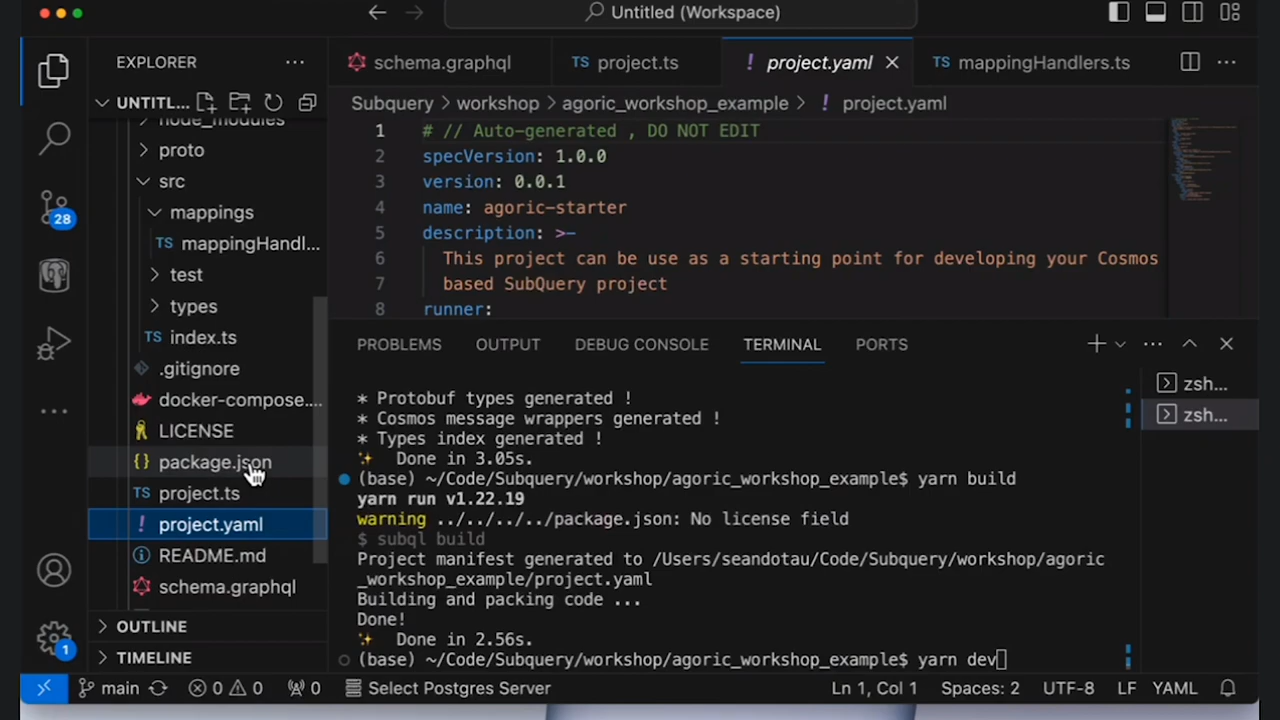 Untitled (Workspace)
EXPLORER
schema.graphql
TS project.ts
! project.yaml
TS mappingHandlers.ts
UNTITL...
Subquery > workshop > agoric_workshop_example > ! project.yaml
node_modules
proto
src
mappings
TS mappingHandl...
test
types
TS index.ts
.gitignore
docker-compose....
LICENSE
{} package.json
TS project.ts
! project.yaml
README.md
schema.graphql
OUTLINE
TIMELINE
28
1
1 # // Auto-generated , DO NOT EDIT
2 specVersion: 1.0.0
3 version: 0.0.1
4 name: agoric-starter
5 description: >-
6 This project can be use as a starting point for developing your Cosmos
7 based SubQuery project
8 runner:
PROBLEMS OUTPUT DEBUG CONSOLE TERMINAL PORTS
* Protobuf types generated !
* Cosmos message wrappers generated !
* Types index generated !
✨ Done in 3.05s.
(base) ~/Code/Subquery/workshop/agoric_workshop_example$ yarn build
yarn run v1.22.19
warning ../../../../package.json: No license field
$ subql build
Project manifest generated to /Users/seandotau/Code/Subquery/workshop/agoric
_workshop_example/project.yaml
Building and packing code ...
Done!
✨ Done in 2.56s.
(base) ~/Code/Subquery/workshop/agoric_workshop_example$ yarn dev
zsh...
zsh...
main 0 0 0 Select Postgres Server Ln 1, Col 1 Spaces: 2 UTF-8 LF YAML